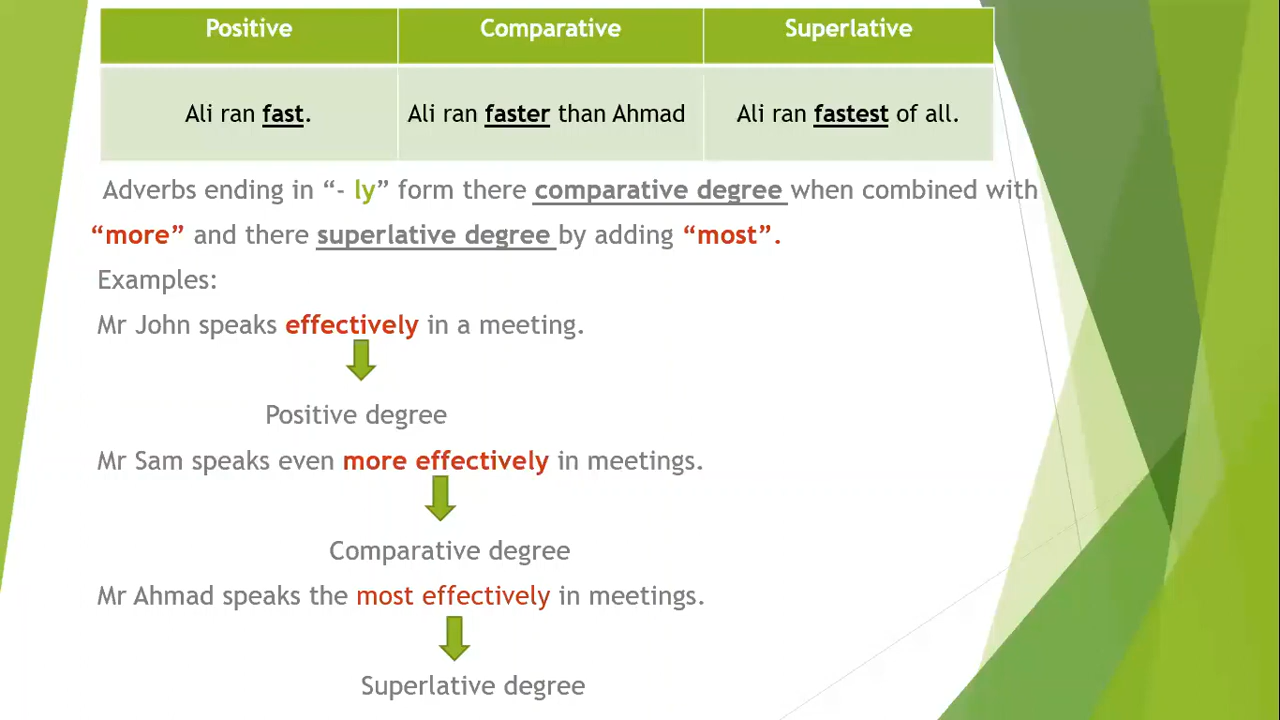 Positive Comparative Superlative
Ali ran fast. Ali ran faster than Ahmad Ali ran fastest of all.
Adverbs ending in “- ly” form there comparative degree when combined with
“more” and there superlative degree by adding “most”.
Examples:
Mr John speaks effectively in a meeting.
Positive degree
Mr Sam speaks even more effectively in meetings.
Comparative degree
Mr Ahmad speaks the most effectively in meetings.
Superlative degree